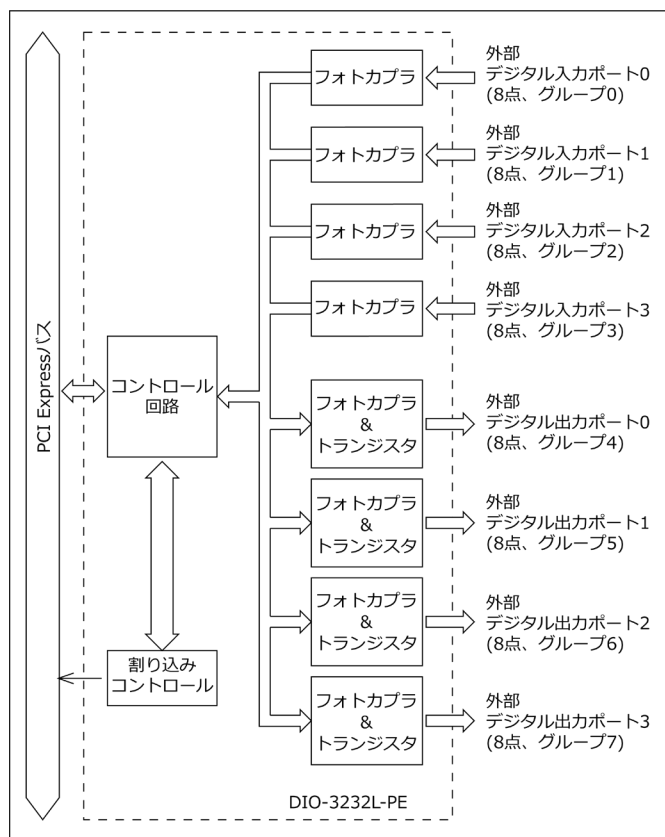 フォトカプラ
外部
デジタル入力ポート0
(8点、グループ0)
フォトカプラ
外部
デジタル入力ポート1
(8点、グループ1)
フォトカプラ
外部
デジタル入力ポート2
(8点、グループ2)
フォトカプラ
外部
デジタル入力ポート3
(8点、グループ3)
PCI Expressバス
コントロール
回路
フォトカプラ
&
トランジスタ
外部
デジタル出力ポート0
(8点、グループ4)
フォトカプラ
&
トランジスタ
外部
デジタル出力ポート1
(8点、グループ5)
フォトカプラ
&
トランジスタ
外部
デジタル出力ポート2
(8点、グループ6)
割り込み
コントロール
フォトカプラ
&
トランジスタ
外部
デジタル出力ポート3
(8点、グループ7)
DIO-3232L-PE